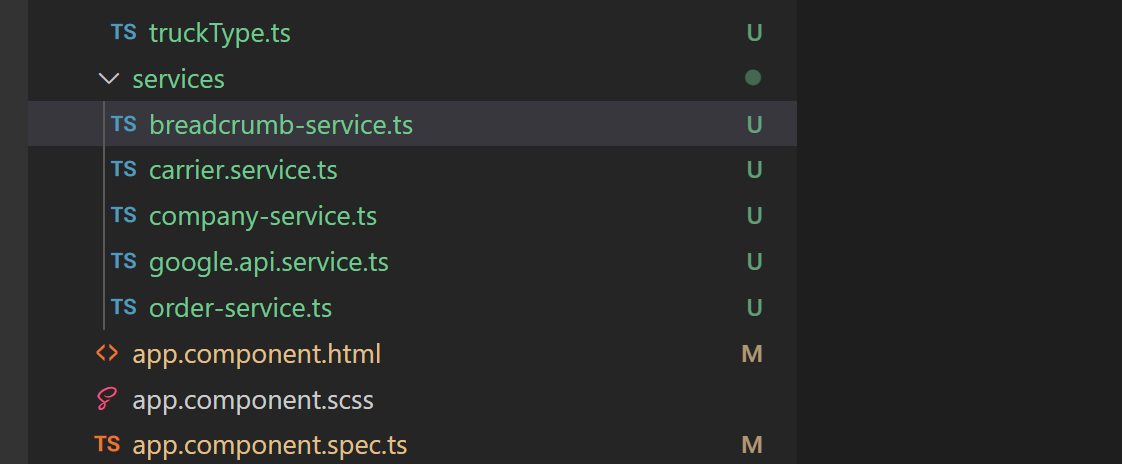 TS truckType.ts U
services
TS breadcrumb-service.ts U
TS carrier.service.ts U
TS company-service.ts U
TS google.api.service.ts U
TS order-service.ts U
<> app.component.html M
app.component.scss
TS app.component.spec.ts M